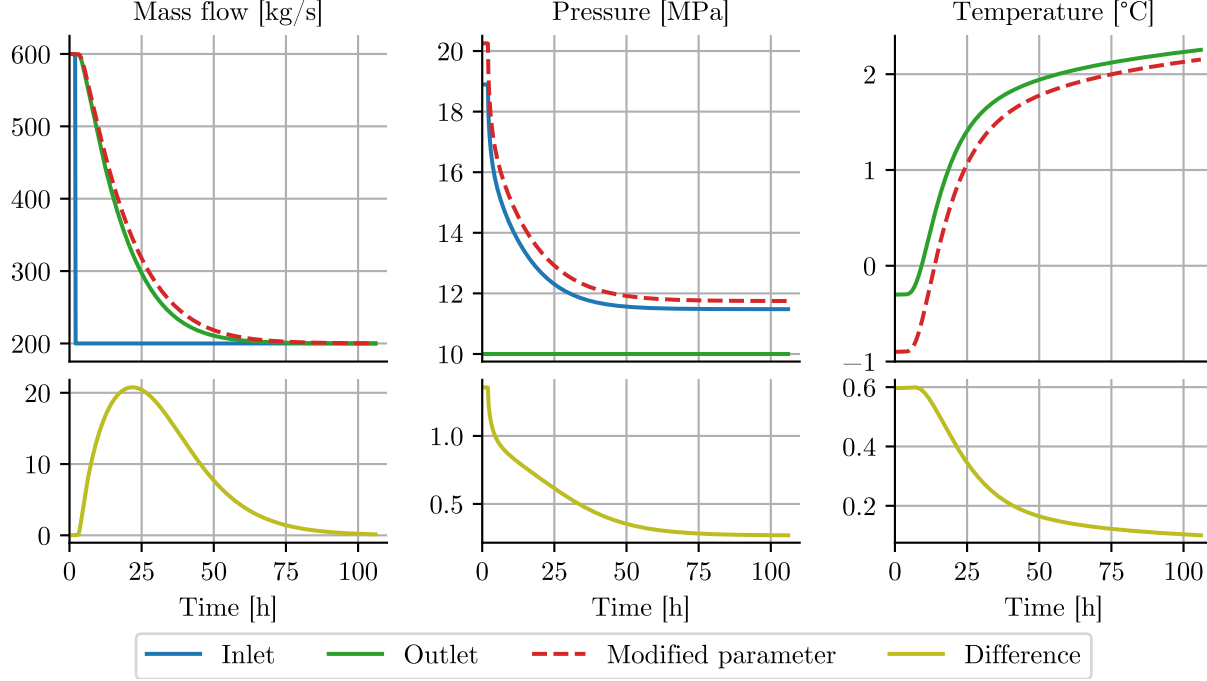 Mass flow [kg/s]
Pressure [MPa]
Temperature [°C]
600
500
400
300
200
20
18
16
14
12
10
2
1
0
−1
20
10
0
1.0
0.5
0.6
0.4
0.2
0 25 50 75 100
0 25 50 75 100
0 25 50 75 100
Time [h]
Time [h]
Time [h]
Inlet
Outlet
Modified parameter
Difference